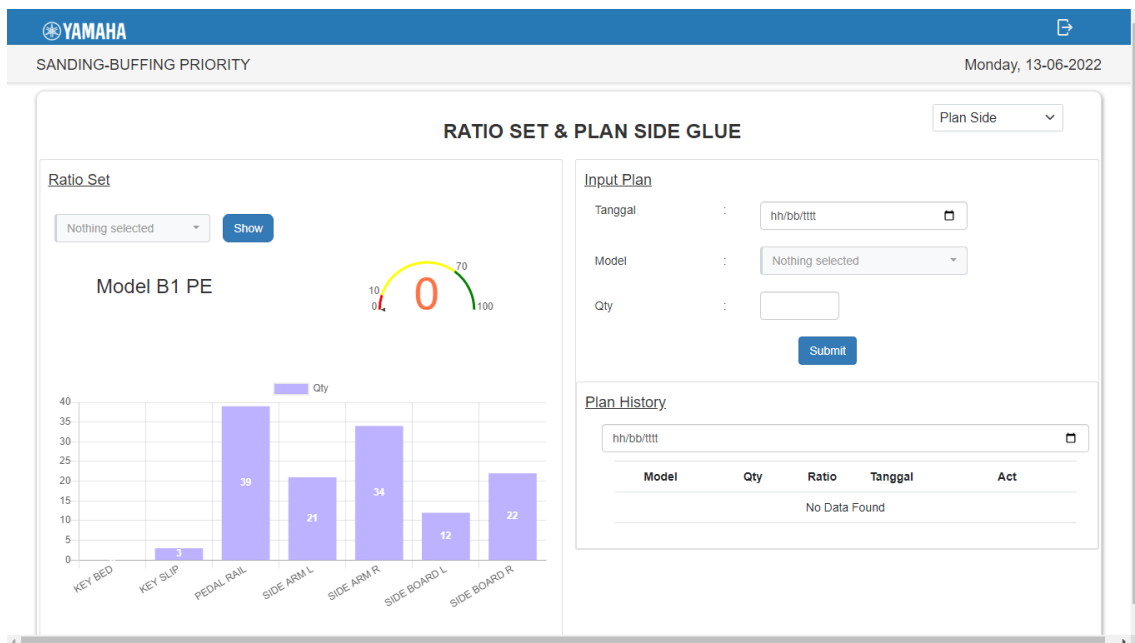 YAMAHA
SANDING-BUFFING PRIORITY
Monday, 13-06-2022
Plan Side
RATIO SET & PLAN SIDE GLUE
Ratio Set
Nothing selected
Show
Model B1 PE
0
10
70
100
0
Qty
40
35
30
25
20
15
10
5
0
3
39
21
34
12
22
KEY BED
KEY SLIP
PEDAL RAIL
SIDE ARM L
SIDE ARM R
SIDE BOARD L
SIDE BOARD R
Input Plan
Tanggal : hh/bb/tttt
Model : Nothing selected
Qty :
Submit
Plan History
hh/bb/tttt
Model Qty Ratio Tanggal Act
No Data Found